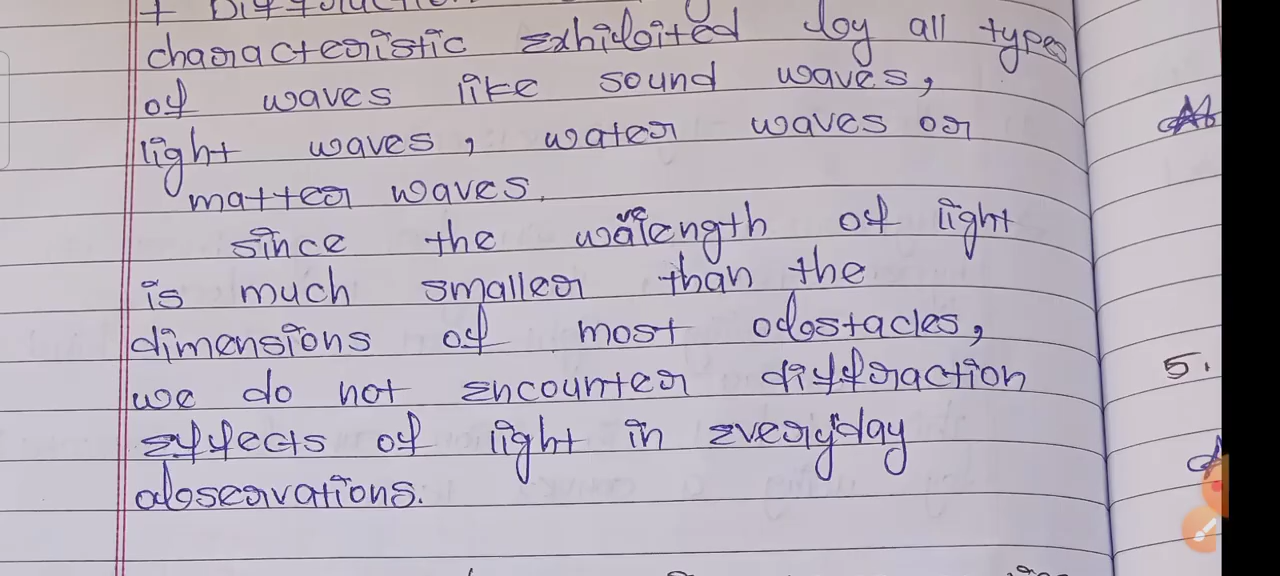 + Diffraction
characteristic exhibited by all types
of waves like sound waves,
light waves, water waves or
matter waves.
since the wavelength of light
is much smaller than the
dimensions of most obstacles,
we do not encounter diffraction
effects of light in everyday
observations.
5.